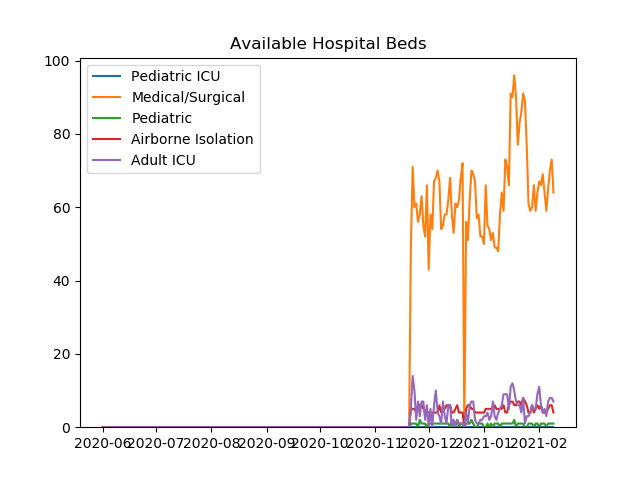 Available Hospital Beds
100
80
60
40
20
0
Pediatric ICU
Medical/Surgical
Pediatric
Airborne Isolation
Adult ICU
2020-06 2020-07 2020-08 2020-09 2020-10 2020-11 2020-12 2021-01 2021-02